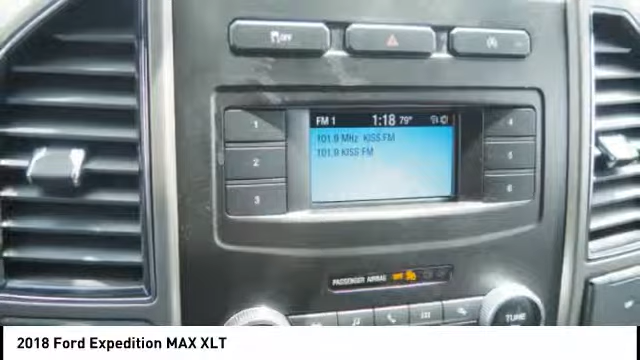 OFF
FM 1 1:18 79°
101.9 MHz KISS FM
101.9 KISS FM
1
2
3
4
5
6
PASSENGER AIRBAG
TUNE
2018 Ford Expedition MAX XLT